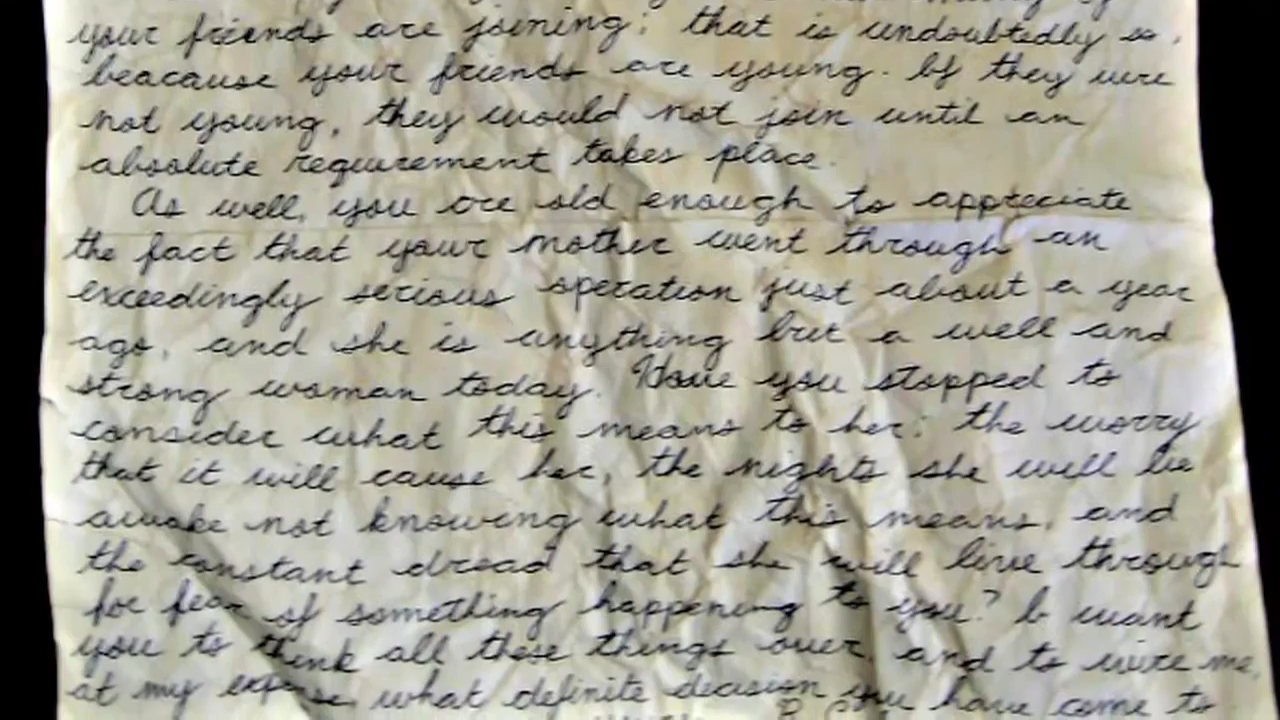 your friends are joining; that is undoubtedly so,
beacause your friends are young. If they were
not young, they would not join until an
absolute requirement takes place.
As well, you are old enough to appreciate
the fact that your mother went through an
exceedingly serious operation just about a year
ago, and she is anything but a well and
strong woman today. Have you stopped to
consider what this means to her; the worry
that it will cause her, the nights she will lie
awake not knowing what this means, and
the constant dread that she will live through
for fear of something happening to you? I want
you to think all these things over, and to wire me,
at my expense what definite decision you have come to